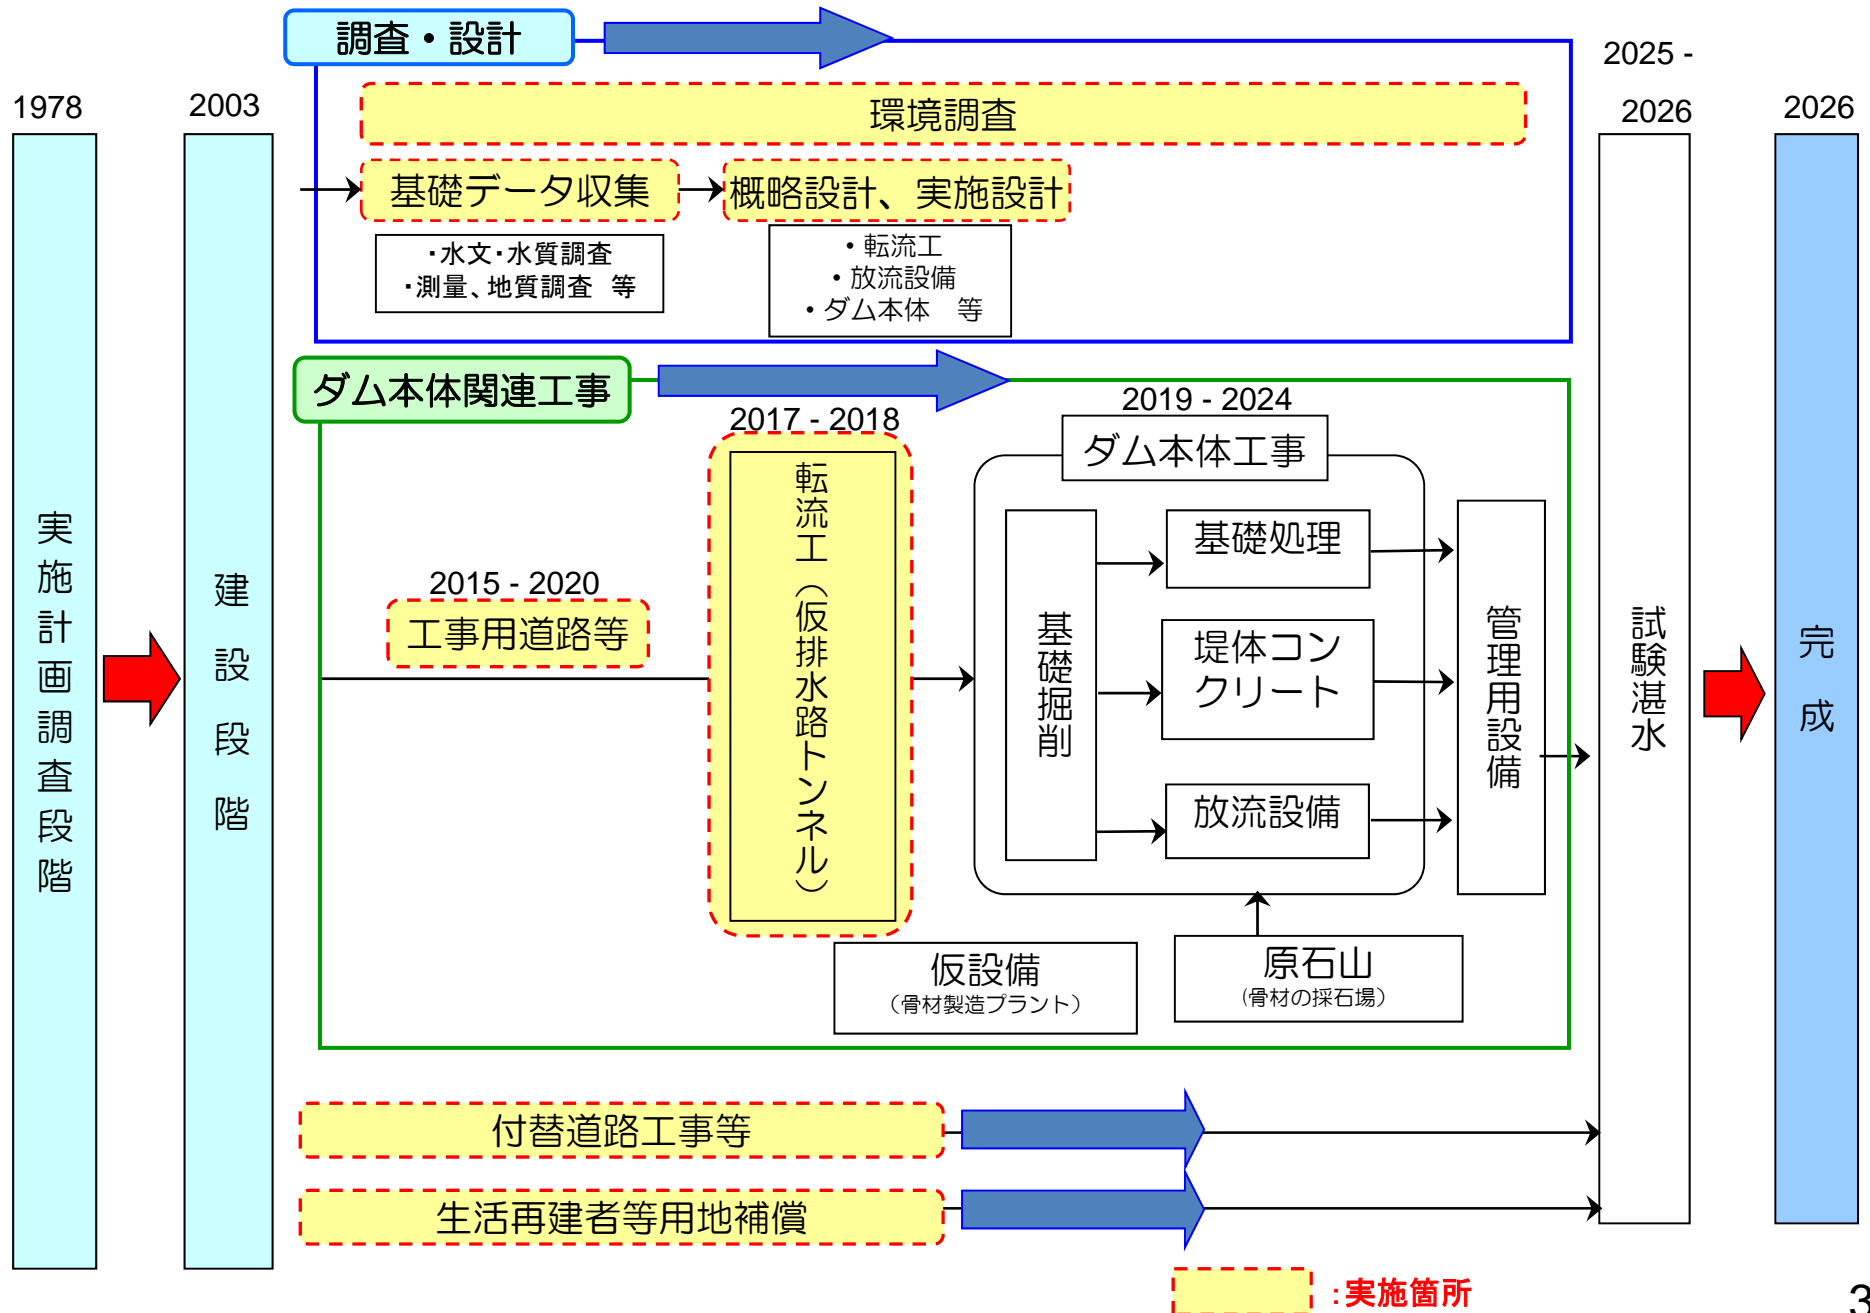 1978
実施計画調査段階
2003
建設段階
調査・設計
環境調査
基礎データ収集
・水文・水質調査
・測量、地質調査　等
概略設計、実施設計
・転流工
・放流設備
・ダム本体　等
ダム本体関連工事
2015 - 2020
工事用道路等
2017 - 2018
転流工（仮排水路トンネル）
2019 - 2024
ダム本体工事
基礎掘削
基礎処理
堤体コン
クリート
放流設備
管理用設備
仮設備
（骨材製造プラント）
原石山
（骨材の採石場）
付替道路工事等
生活再建者等用地補償
2025 -
2026
試験湛水
2026
完成
：実施箇所
3